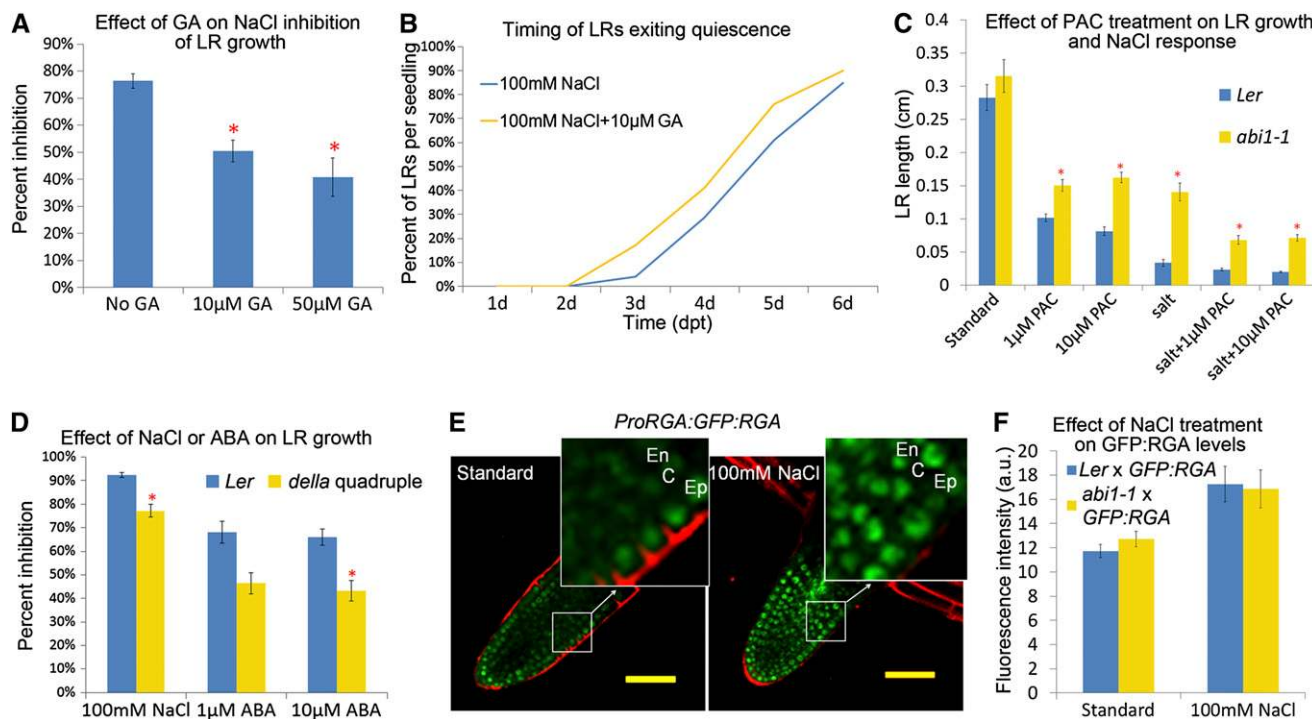 A
Effect of GA on NaCl inhibition
of LR growth
Percent inhibition
90%
80%
70%
60%
50%
40%
30%
20%
10%
0%
*
*
No GA
10µM GA
50µM GA
B
Timing of LRs exiting quiescence
Percent of LRs per seedling
100%
90%
80%
70%
60%
50%
40%
30%
20%
10%
0%
100mM NaCl
100mM NaCl+10µM GA
1d
2d
3d
4d
5d
6d
Time (dpt)
C
Effect of PAC treatment on LR growth
and NaCl response
LR length (cm)
0.4
0.35
0.3
0.25
0.2
0.15
0.1
0.05
0
Ler
abi1-1
*
*
*
*
*
Standard
1µM PAC
10µM PAC
salt
salt+1µM PAC
salt+10µM PAC
D
Effect of NaCl or ABA on LR growth
Percent inhibition
100%
90%
80%
70%
60%
50%
40%
30%
20%
10%
0%
Ler
della quadruple
*
*
100mM NaCl
1µM ABA
10µM ABA
E
ProRGA:GFP:RGA
Standard
En
C
Ep
100mM NaCl
En
C
Ep
F
Effect of NaCl treatment
on GFP:RGA levels
Fluorescence intensity (a.u.)
20
18
16
14
12
10
8
6
4
2
0
Ler x GFP:RGA
abi1-1 x
GFP:RGA
Standard
100mM NaCl